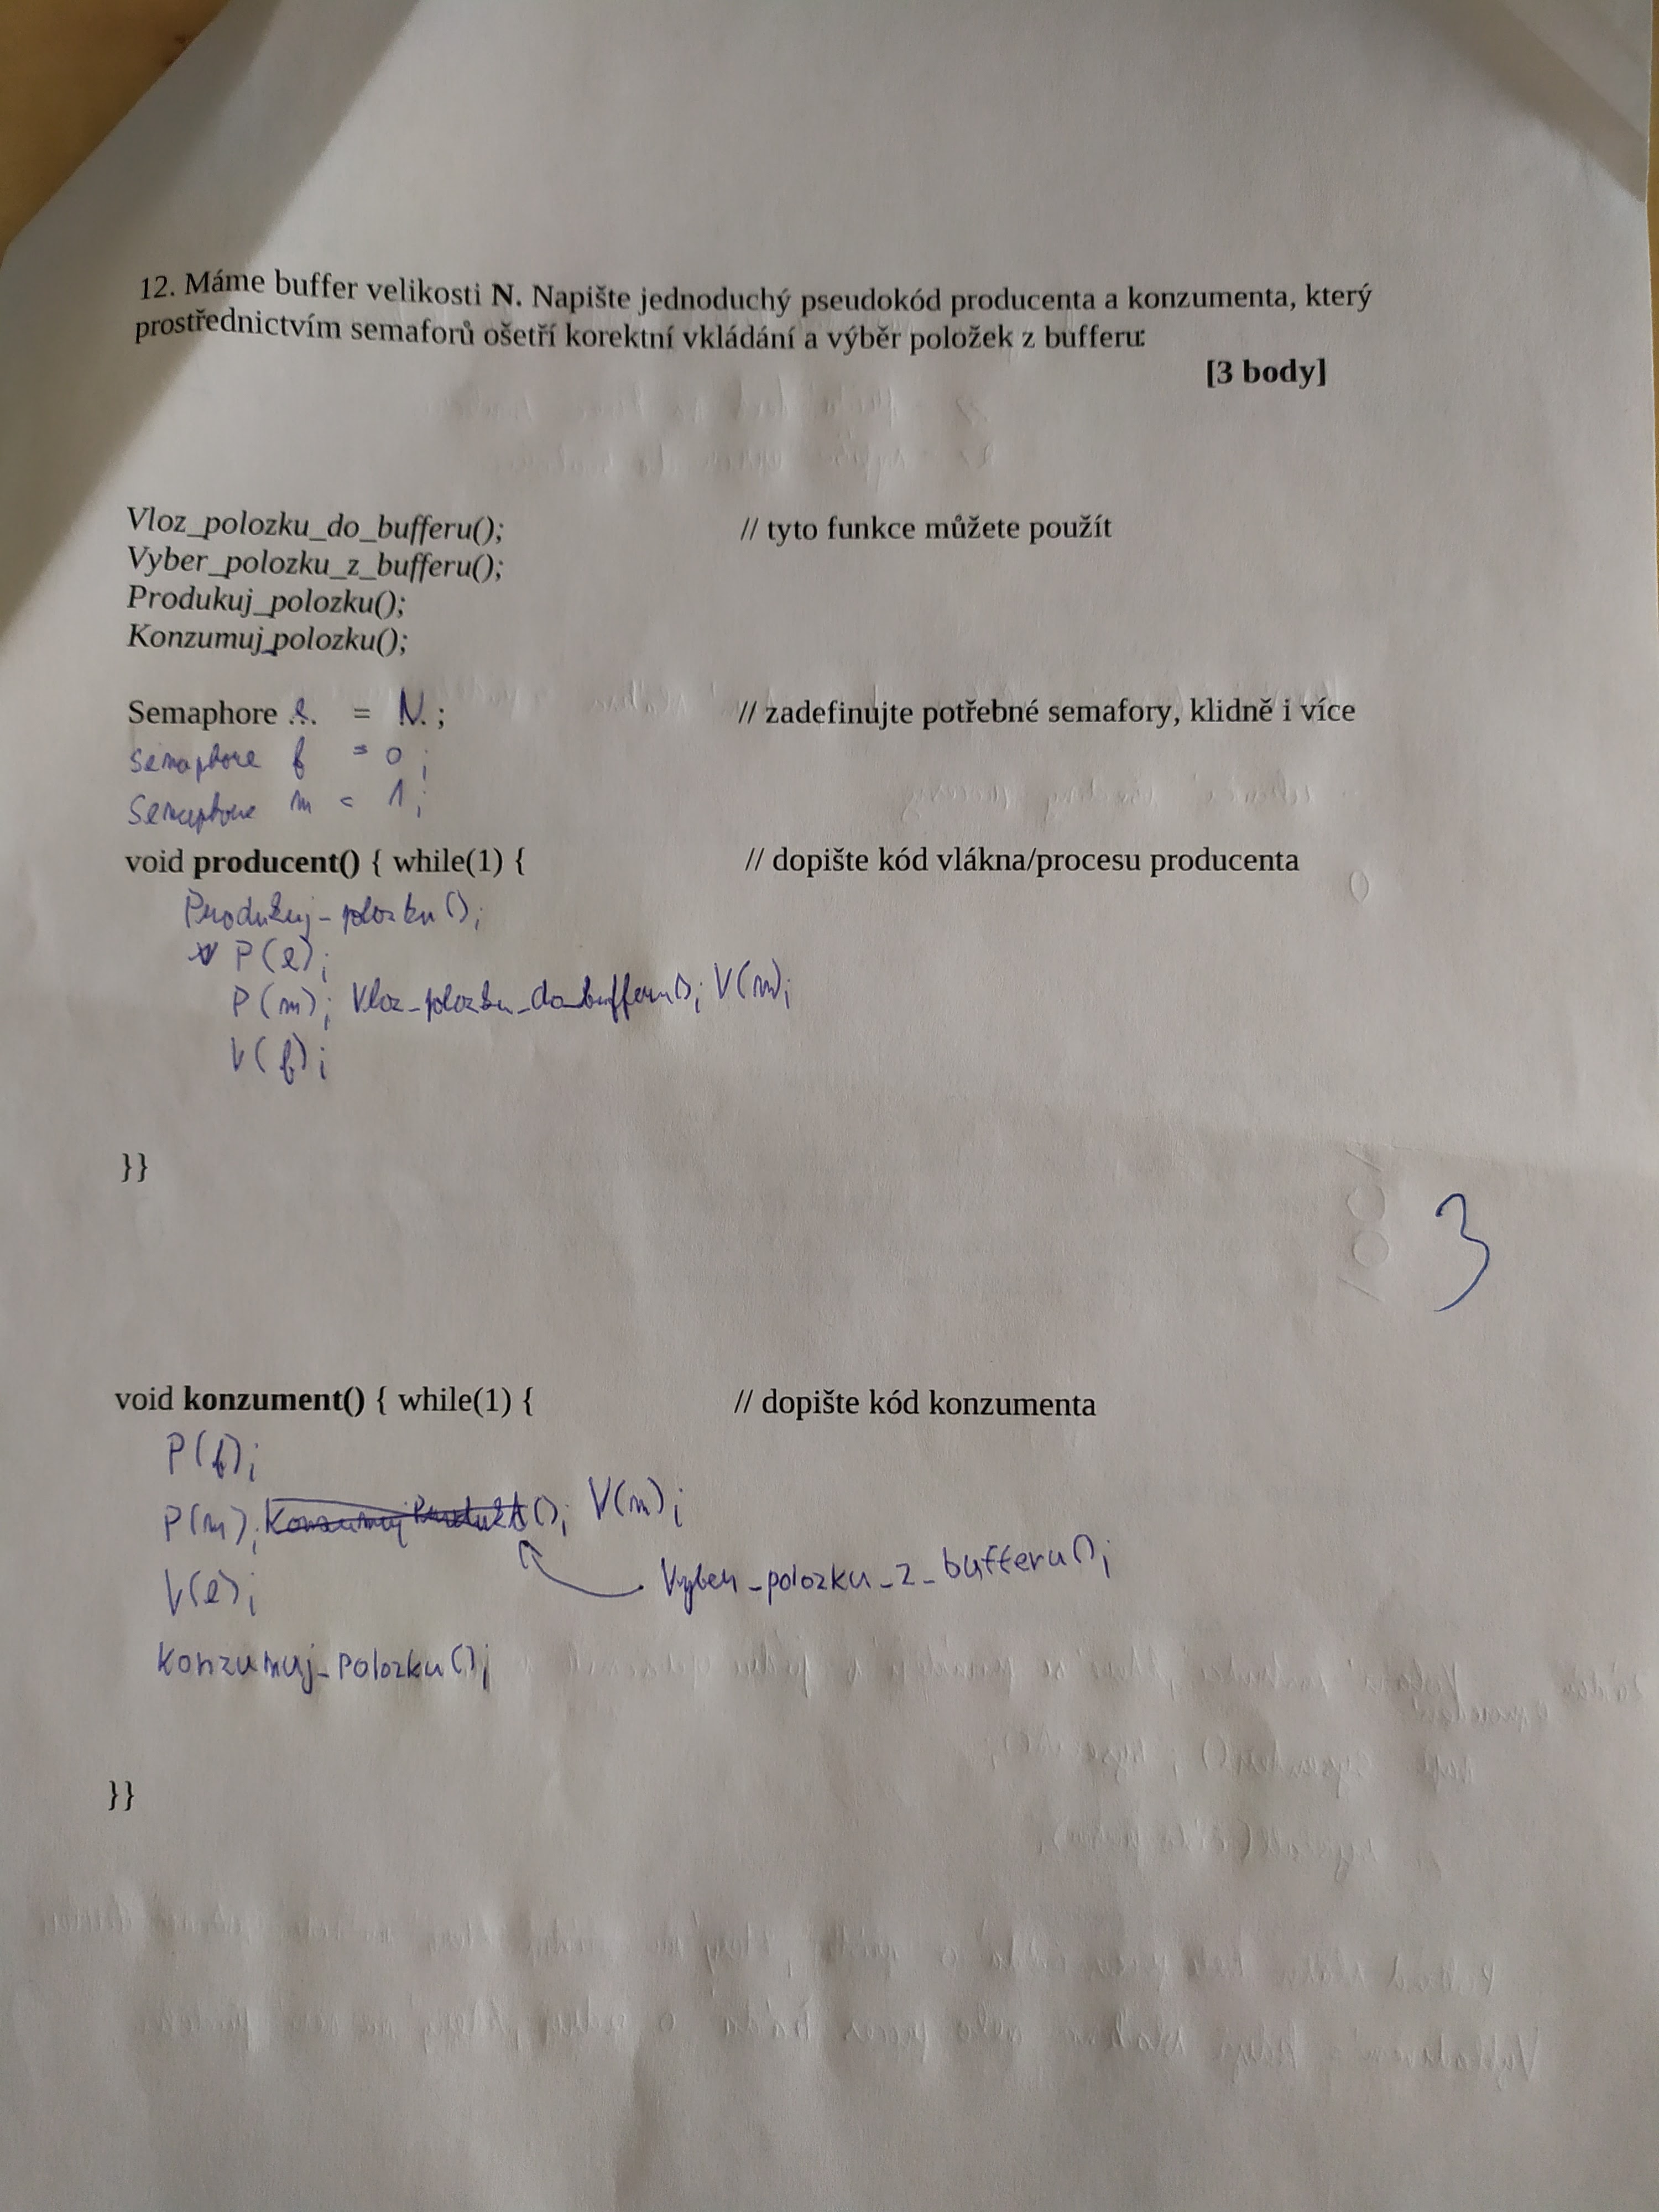 12. Máme buffer velikosti N. Napište jednoduchý pseudokód producenta a konzumenta, který
prostřednictvím semaforů ošetří korektní vkládání a výběr položek z bufferu:
[3 body]
Vloz_polozku_do_bufferu(); // tyto funkce můžete použít
Vyber_polozku_z_bufferu();
Produkuj_polozku();
Konzumuj_polozku();
Semaphore e = N; // zadefinujte potřebné semafory, klidně i více
Semaphore f = 0;
Semaphore m = 1;
void producent() { while(1) { // dopište kód vlákna/procesu producenta
Produkuj_polozku();
P(e);
P(m); Vloz_polozku_do_bufferu(); V(m);
V(f);
}}
3
void konzument() { while(1) { // dopište kód konzumenta
P(f);
P(m); Konzumuj Produkt(); V(m);
Vyber_polozku_z_bufferu();
V(e);
Konzumuj_polozku();
}}